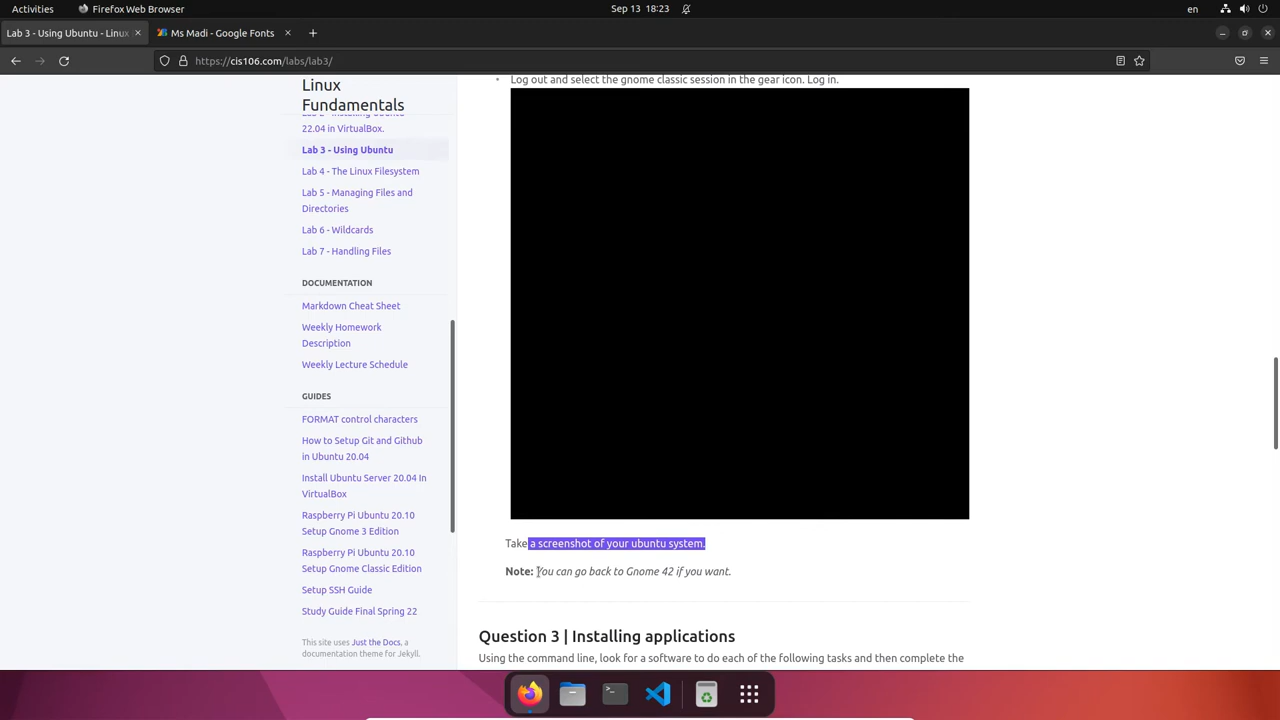 Activities
Firefox Web Browser
Sep 13 18:23
en
Lab 3 - Using Ubuntu - Linux
Ms Madi - Google Fonts
https://cis106.com/labs/lab3/
Linux
Fundamentals
Lab 2 - Installing Ubuntu
22.04 in VirtualBox.
Lab 3 - Using Ubuntu
Lab 4 - The Linux Filesystem
Lab 5 - Managing Files and
Directories
Lab 6 - Wildcards
Lab 7 - Handling Files
DOCUMENTATION
Markdown Cheat Sheet
Weekly Homework
Description
Weekly Lecture Schedule
GUIDES
FORMAT control characters
How to Setup Git and Github
in Ubuntu 20.04
Install Ubuntu Server 20.04 In
VirtualBox
Raspberry Pi Ubuntu 20.10
Setup Gnome 3 Edition
Raspberry Pi Ubuntu 20.10
Setup Gnome Classic Edition
Setup SSH Guide
Study Guide Final Spring 22
This site uses Just the Docs, a
documentation theme for Jekyll.
Log out and select the gnome classic session in the gear icon. Log in.
Take a screenshot of your ubuntu system.
Note: You can go back to Gnome 42 if you want.
Question 3 | Installing applications
Using the command line, look for a software to do each of the following tasks and then complete the